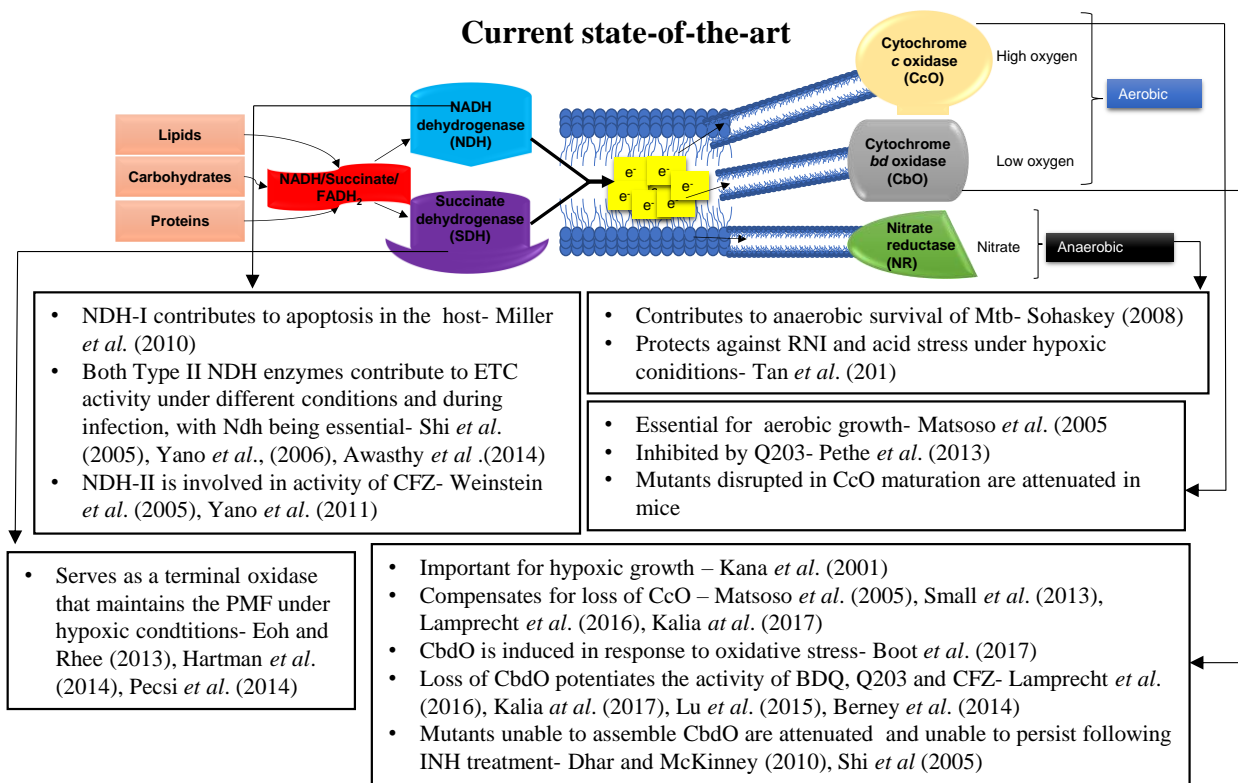 Current state-of-the-art
Lipids
Carbohydrates
Proteins
NADH/Succinate/
FADH2
NADH
dehydrogenase
(NDH)
Succinate
dehydrogenase
(SDH)
e-
e-
e-
e-
e-
e-
e-
Cytochrome
c oxidase
(CcO)
High oxygen
Cytochrome
bd oxidase
(CbO)
Low oxygen
Aerobic
Nitrate
reductase
(NR)
Nitrate
Anaerobic
• NDH-I contributes to apoptosis in the host- Miller
et al. (2010)
• Both Type II NDH enzymes contribute to ETC
activity under different conditions and during
infection, with Ndh being essential- Shi et al.
(2005), Yano et al., (2006), Awasthy et al .(2014)
• NDH-II is involved in activity of CFZ- Weinstein
et al. (2005), Yano et al. (2011)
• Contributes to anaerobic survival of Mtb- Sohaskey (2008)
• Protects against RNI and acid stress under hypoxic
coniditions- Tan et al. (201)
• Essential for aerobic growth- Matsoso et al. (2005
• Inhibited by Q203- Pethe et al. (2013)
• Mutants disrupted in CcO maturation are attenuated in
mice
• Serves as a terminal oxidase
that maintains the PMF under
hypoxic condtitions- Eoh and
Rhee (2013), Hartman et al.
(2014), Pecsi et al. (2014)
• Important for hypoxic growth – Kana et al. (2001)
• Compensates for loss of CcO – Matsoso et al. (2005), Small et al. (2013),
Lamprecht et al. (2016), Kalia at al. (2017)
• CbdO is induced in response to oxidative stress- Boot et al. (2017)
• Loss of CbdO potentiates the activity of BDQ, Q203 and CFZ- Lamprecht et al.
(2016), Kalia at al. (2017), Lu et al. (2015), Berney et al. (2014)
• Mutants unable to assemble CbdO are attenuated and unable to persist following
INH treatment- Dhar and McKinney (2010), Shi et al (2005)